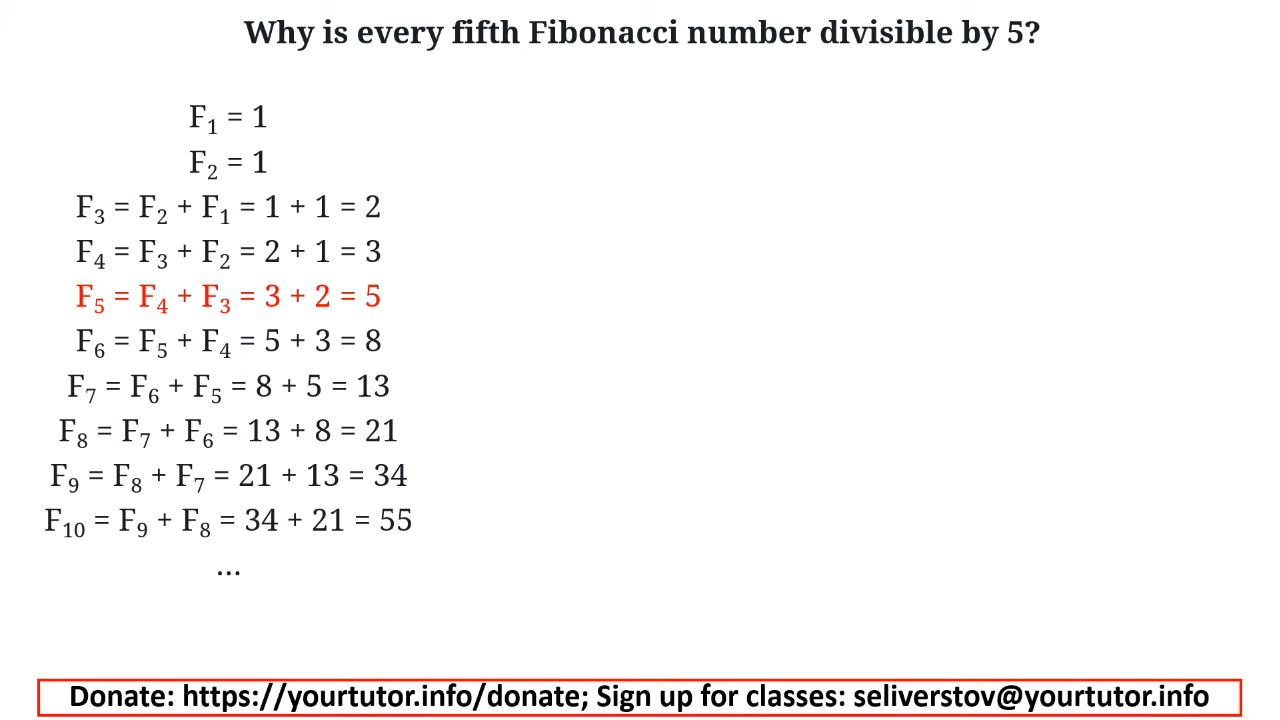 Why is every fifth Fibonacci number divisible by 5?
F₁ = 1
F₂ = 1
F₃ = F₂ + F₁ = 1 + 1 = 2
F₄ = F₃ + F₂ = 2 + 1 = 3
F₅ = F₄ + F₃ = 3 + 2 = 5
F₆ = F₅ + F₄ = 5 + 3 = 8
F₇ = F₆ + F₅ = 8 + 5 = 13
F₈ = F₇ + F₆ = 13 + 8 = 21
F₉ = F₈ + F₇ = 21 + 13 = 34
F₁₀ = F₉ + F₈ = 34 + 21 = 55
...
Donate: https://yourtutor.info/donate; Sign up for classes: seliverstov@yourtutor.info